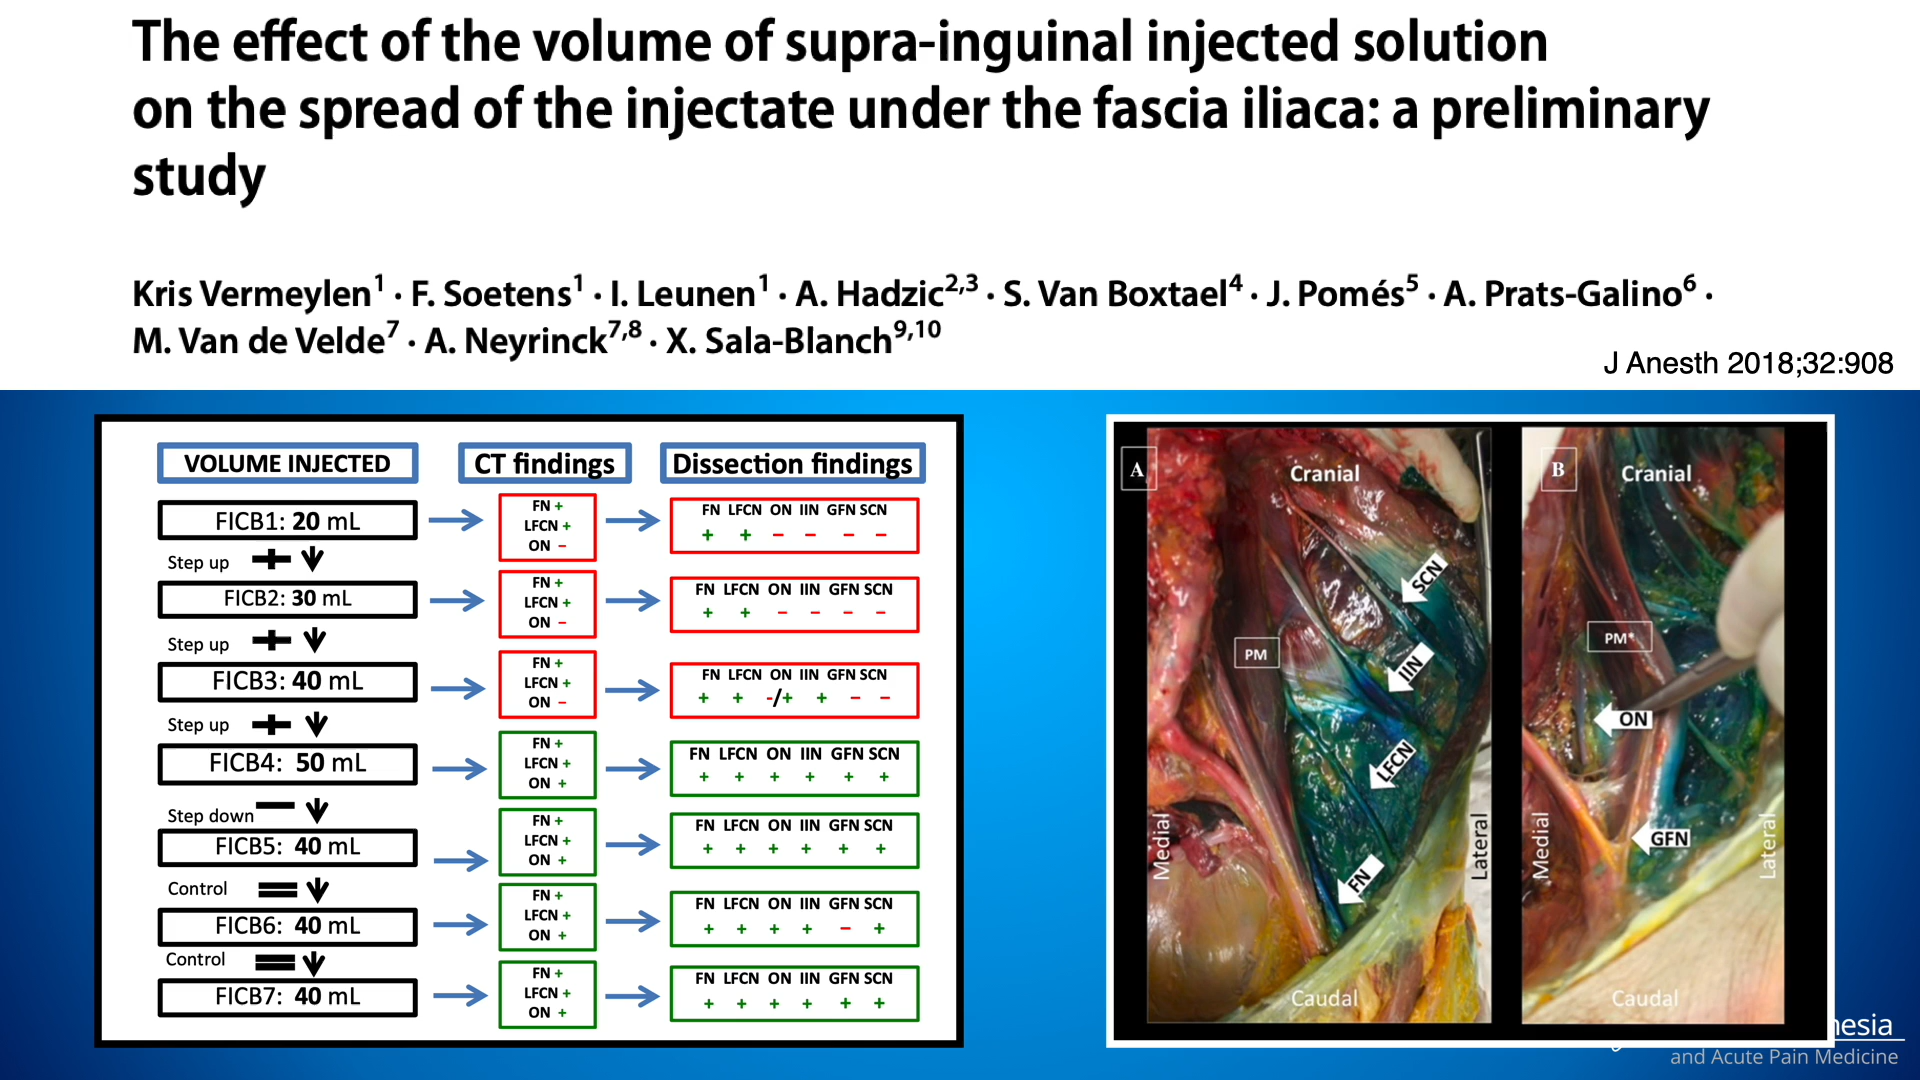 The effect of the volume of supra-inguinal injected solution
on the spread of the injectate under the fascia iliaca: a preliminary
study
Kris Vermeylen1 · F. Soetens1 · I. Leunen1 · A. Hadzic2,3 · S. Van Boxtael4 · J. Pomés5 · A. Prats-Galino6 ·
M. Van de Velde7 · A. Neyrinck7,8 · X. Sala-Blanch9,10
J Anesth 2018;32:908
VOLUME INJECTED
CT findings
Dissection findings
FICB1: 20 mL
FN +
LFCN +
ON −
FN LFCN ON IIN GFN SCN
+ + − − − −
Step up
FICB2: 30 mL
FN +
LFCN +
ON −
FN LFCN ON IIN GFN SCN
+ + − − − −
Step up
FICB3: 40 mL
FN +
LFCN +
ON −
FN LFCN ON IIN GFN SCN
+ + -/+ + − −
Step up
FICB4: 50 mL
FN +
LFCN +
ON +
FN LFCN ON IIN GFN SCN
+ + + + + +
Step down
FICB5: 40 mL
FN +
LFCN +
ON +
FN LFCN ON IIN GFN SCN
+ + + + + +
Control
FICB6: 40 mL
FN +
LFCN +
ON +
FN LFCN ON IIN GFN SCN
+ + + + − +
Control
FICB7: 40 mL
FN +
LFCN +
ON +
FN LFCN ON IIN GFN SCN
+ + + + + +
A
Cranial
SCN
IIN
PM
LFCN
FN
Medial
Lateral
Caudal
B
Cranial
PM*
ON
GFN
Medial
Lateral
Caudal
nesia
and Acute Pain Medicine